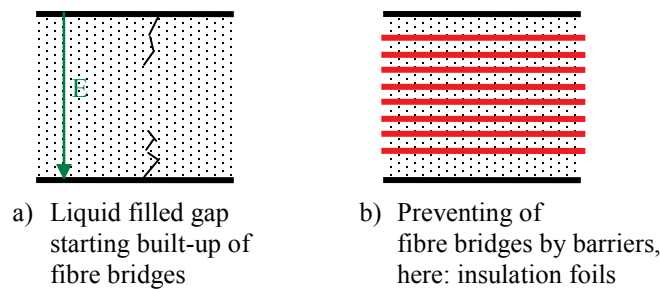 E
a) Liquid filled gap
starting built-up of
fibre bridges
b) Preventing of
fibre bridges by barriers,
here: insulation foils